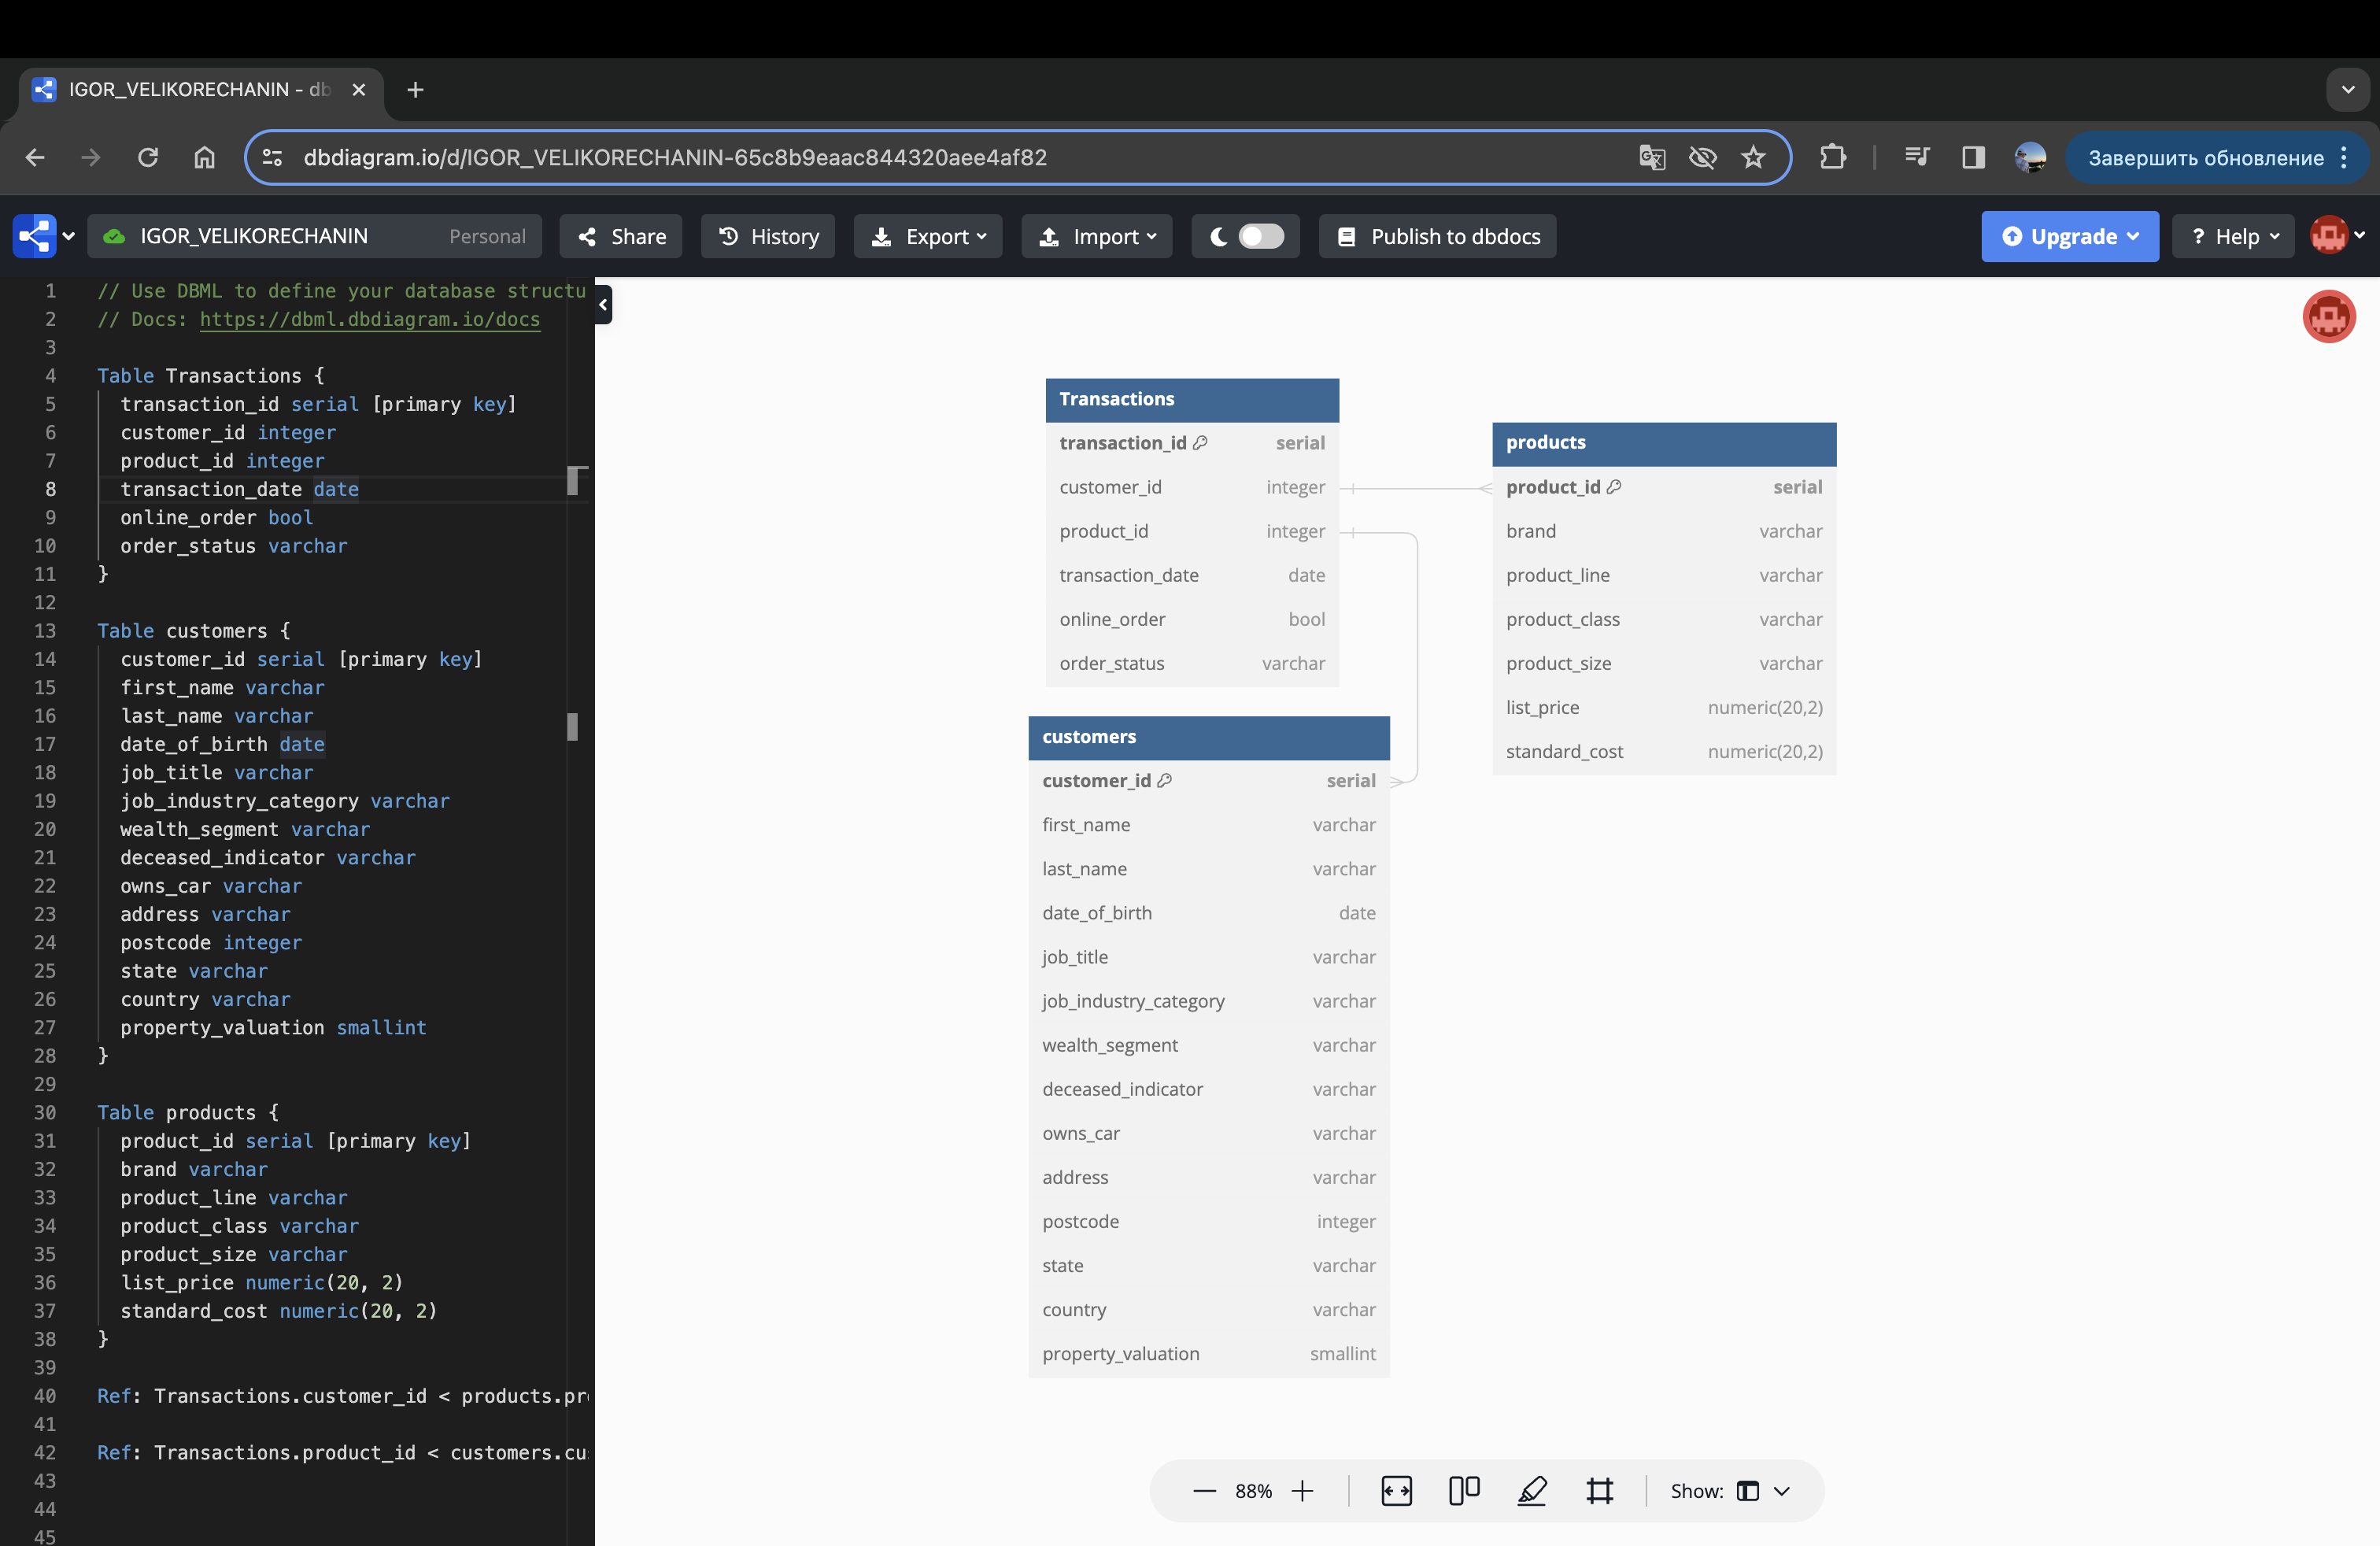 IGOR_VELIKORECHANIN - db
dbdiagram.io/d/IGOR_VELIKORECHANIN-65c8b9eaac844320aee4af82
Завершить обновление
IGOR_VELIKORECHANIN Personal Share History Export Import Publish to dbdocs Upgrade ? Help
1 // Use DBML to define your database structu
2 // Docs: https://dbml.dbdiagram.io/docs
3
4 Table Transactions {
5 transaction_id serial [primary key]
6 customer_id integer
7 product_id integer
8 transaction_date date
9 online_order bool
10 order_status varchar
11 }
12
13 Table customers {
14 customer_id serial [primary key]
15 first_name varchar
16 last_name varchar
17 date_of_birth date
18 job_title varchar
19 job_industry_category varchar
20 wealth_segment varchar
21 deceased_indicator varchar
22 owns_car varchar
23 address varchar
24 postcode integer
25 state varchar
26 country varchar
27 property_valuation smallint
28 }
29
30 Table products {
31 product_id serial [primary key]
32 brand varchar
33 product_line varchar
34 product_class varchar
35 product_size varchar
36 list_price numeric(20, 2)
37 standard_cost numeric(20, 2)
38 }
39
40 Ref: Transactions.customer_id < products.pr
41
42 Ref: Transactions.product_id < customers.cu
43
44
45
Transactions
transaction_id serial
customer_id integer
product_id integer
transaction_date date
online_order bool
order_status varchar
products
product_id serial
brand varchar
product_line varchar
product_class varchar
product_size varchar
list_price numeric(20,2)
standard_cost numeric(20,2)
customers
customer_id serial
first_name varchar
last_name varchar
date_of_birth date
job_title varchar
job_industry_category varchar
wealth_segment varchar
deceased_indicator varchar
owns_car varchar
address varchar
postcode integer
state varchar
country varchar
property_valuation smallint
88% Show: